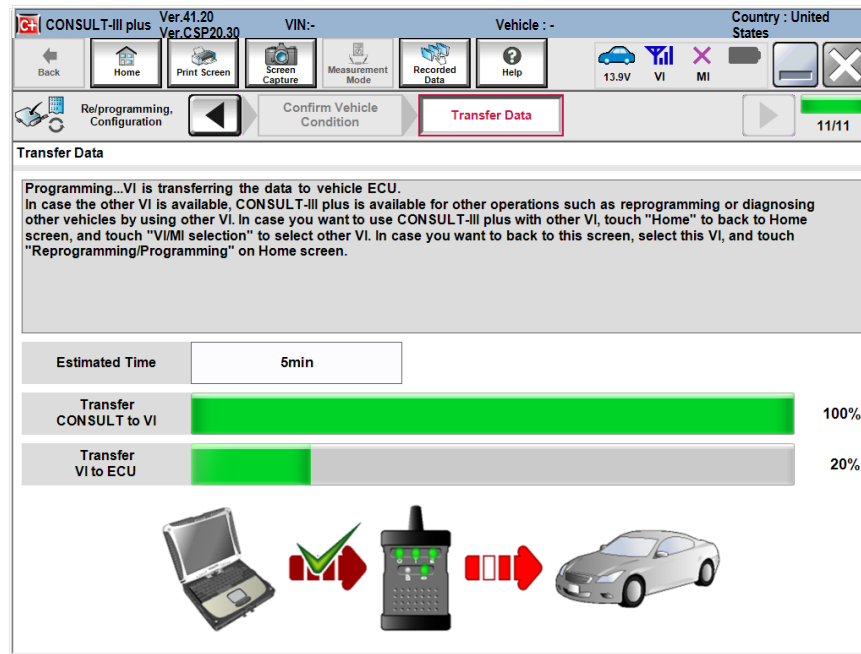 C+ CONSULT-III plus Ver.41.20 VIN:- Vehicle : - Country : United
Ver.CSP20.30 States
Back Home Print Screen Screen Capture Measurement Mode Recorded Data Help 13.9V VI MI
Re/programming, Configuration Confirm Vehicle Condition Transfer Data 11/11
Transfer Data
Programming...VI is transferring the data to vehicle ECU.
In case the other VI is available, CONSULT-III plus is available for other operations such as reprogramming or diagnosing
other vehicles by using other VI. In case you want to use CONSULT-III plus with other VI, touch "Home" to back to Home
screen, and touch "VI/MI selection" to select other VI. In case you want to back to this screen, select this VI, and touch
"Reprogramming/Programming" on Home screen.
Estimated Time 5min
Transfer
CONSULT to VI 100%
Transfer
VI to ECU 20%